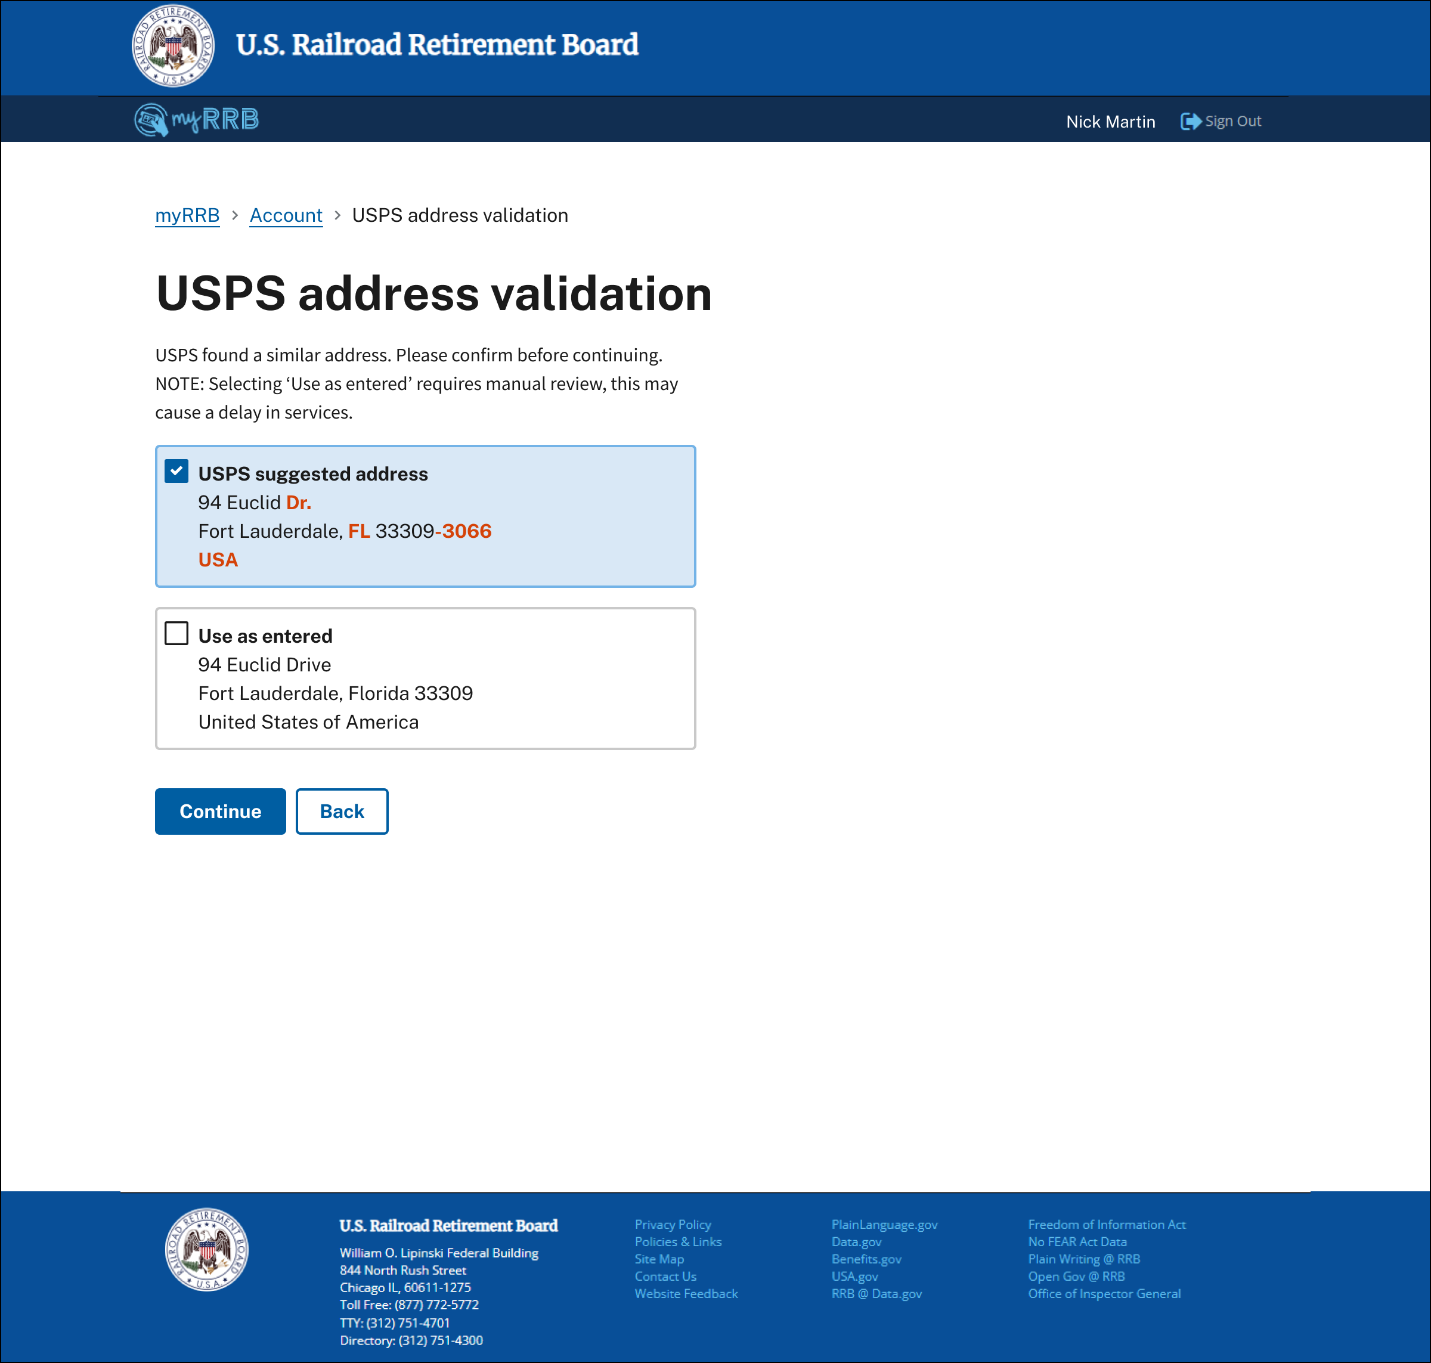 RAILROAD RETIREMENT BOARD
U.S.A.
U.S. Railroad Retirement Board
myRRB
Nick Martin
Sign Out
myRRB > Account > USPS address validation
USPS address validation
USPS found a similar address. Please confirm before continuing.
NOTE: Selecting ‘Use as entered’ requires manual review, this may
cause a delay in services.
USPS suggested address
94 Euclid Dr.
Fort Lauderdale, FL 33309-3066
USA
Use as entered
94 Euclid Drive
Fort Lauderdale, Florida 33309
United States of America
Continue
Back
RAILROAD RETIREMENT BOARD
U.S.A.
U.S. Railroad Retirement Board
William O. Lipinski Federal Building
844 North Rush Street
Chicago IL, 60611-1275
Toll Free: (877) 772-5772
TTY: (312) 751-4701
Directory: (312) 751-4300
Privacy Policy
Policies & Links
Site Map
Contact Us
Website Feedback
PlainLanguage.gov
Data.gov
Benefits.gov
USA.gov
RRB @ Data.gov
Freedom of Information Act
No FEAR Act Data
Plain Writing @ RRB
Open Gov @ RRB
Office of Inspector General